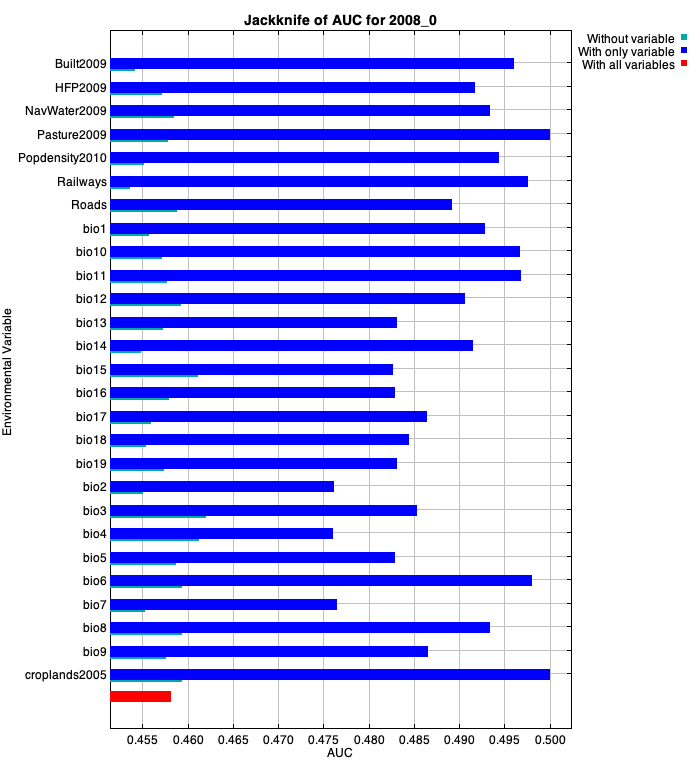 Jackknife of AUC for 2008_0
Without variable
With only variable
With all variables
Environmental Variable
Built2009
HFP2009
NavWater2009
Pasture2009
Popdensity2010
Railways
Roads
bio1
bio10
bio11
bio12
bio13
bio14
bio15
bio16
bio17
bio18
bio19
bio2
bio3
bio4
bio5
bio6
bio7
bio8
bio9
croplands2005
0.455 0.460 0.465 0.470 0.475 0.480 0.485 0.490 0.495 0.500
AUC